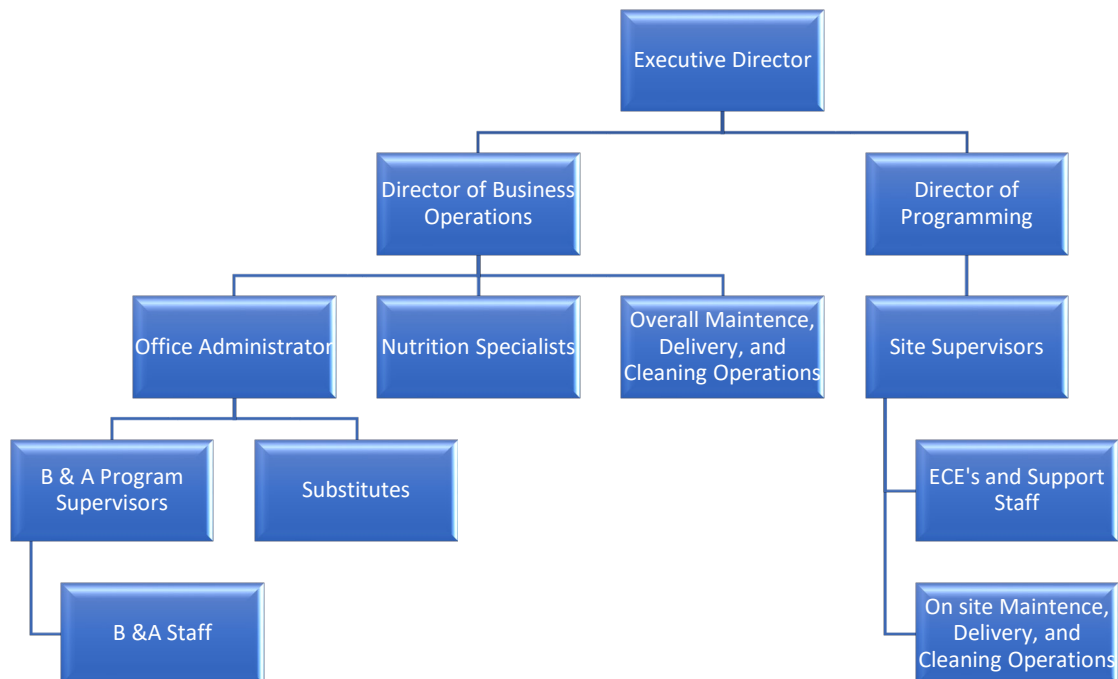 Executive Director
Director of Business
Operations
Director of
Programming
Office Administrator
Nutrition Specialists
Overall Maintence,
Delivery, and
Cleaning Operations
Site Supervisors
B & A Program
Supervisors
Substitutes
ECE's and Support
Staff
B &A Staff
On site Maintence,
Delivery, and
Cleaning Operations